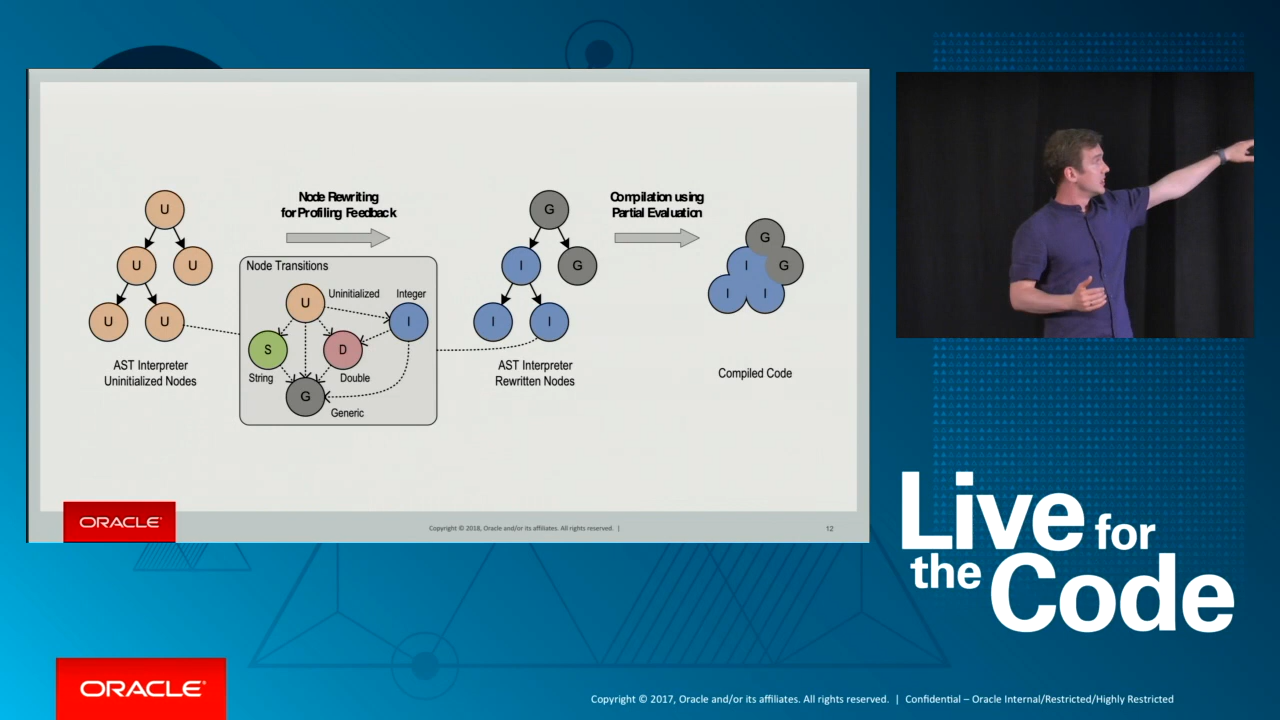 Node Rewriting
for Profiling Feedback
Compilation using
Partial Evaluation
U
U
U
U
U
Node Transitions
U
Uninitialized
Integer
I
S
D
String
Double
G
Generic
G
I
G
I
I
G
I
G
I
I
AST Interpreter
Uninitialized Nodes
AST Interpreter
Rewritten Nodes
Compiled Code
ORACLE
Copyright © 2018, Oracle and/or its affiliates. All rights reserved. |
12
Live for
the Code
ORACLE
Copyright © 2017, Oracle and/or its affiliates. All rights reserved. | Confidential – Oracle Internal/Restricted/Highly Restricted